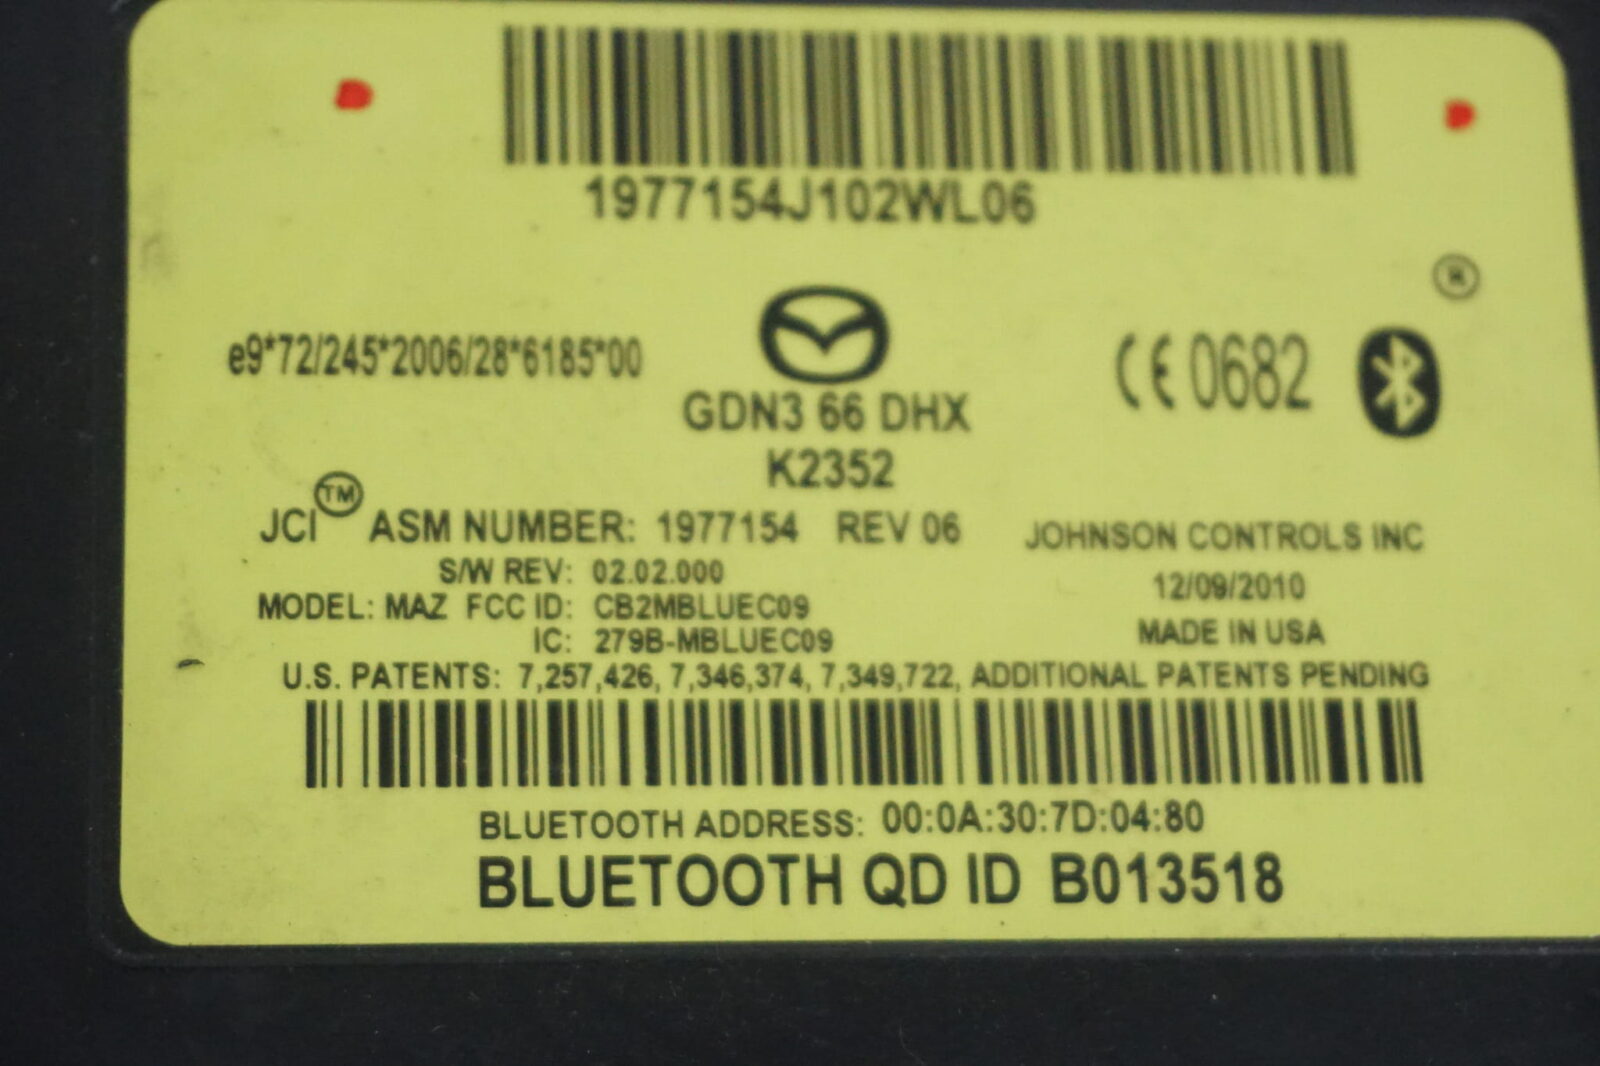 1977154J102WL06
®
e9*72/245*2006/28*6185*00
CE 0682
GDN3 66 DHX
K2352
JCI™ ASM NUMBER: 1977154 REV 06
JOHNSON CONTROLS INC
S/W REV: 02.02.000
12/09/2010
MODEL: MAZ FCC ID: CB2MBLUEC09
IC: 279B-MBLUEC09
MADE IN USA
U.S. PATENTS: 7,257,426, 7,346,374, 7,349,722, ADDITIONAL PATENTS PENDING
BLUETOOTH ADDRESS: 00:0A:30:7D:04:80
BLUETOOTH QD ID B013518